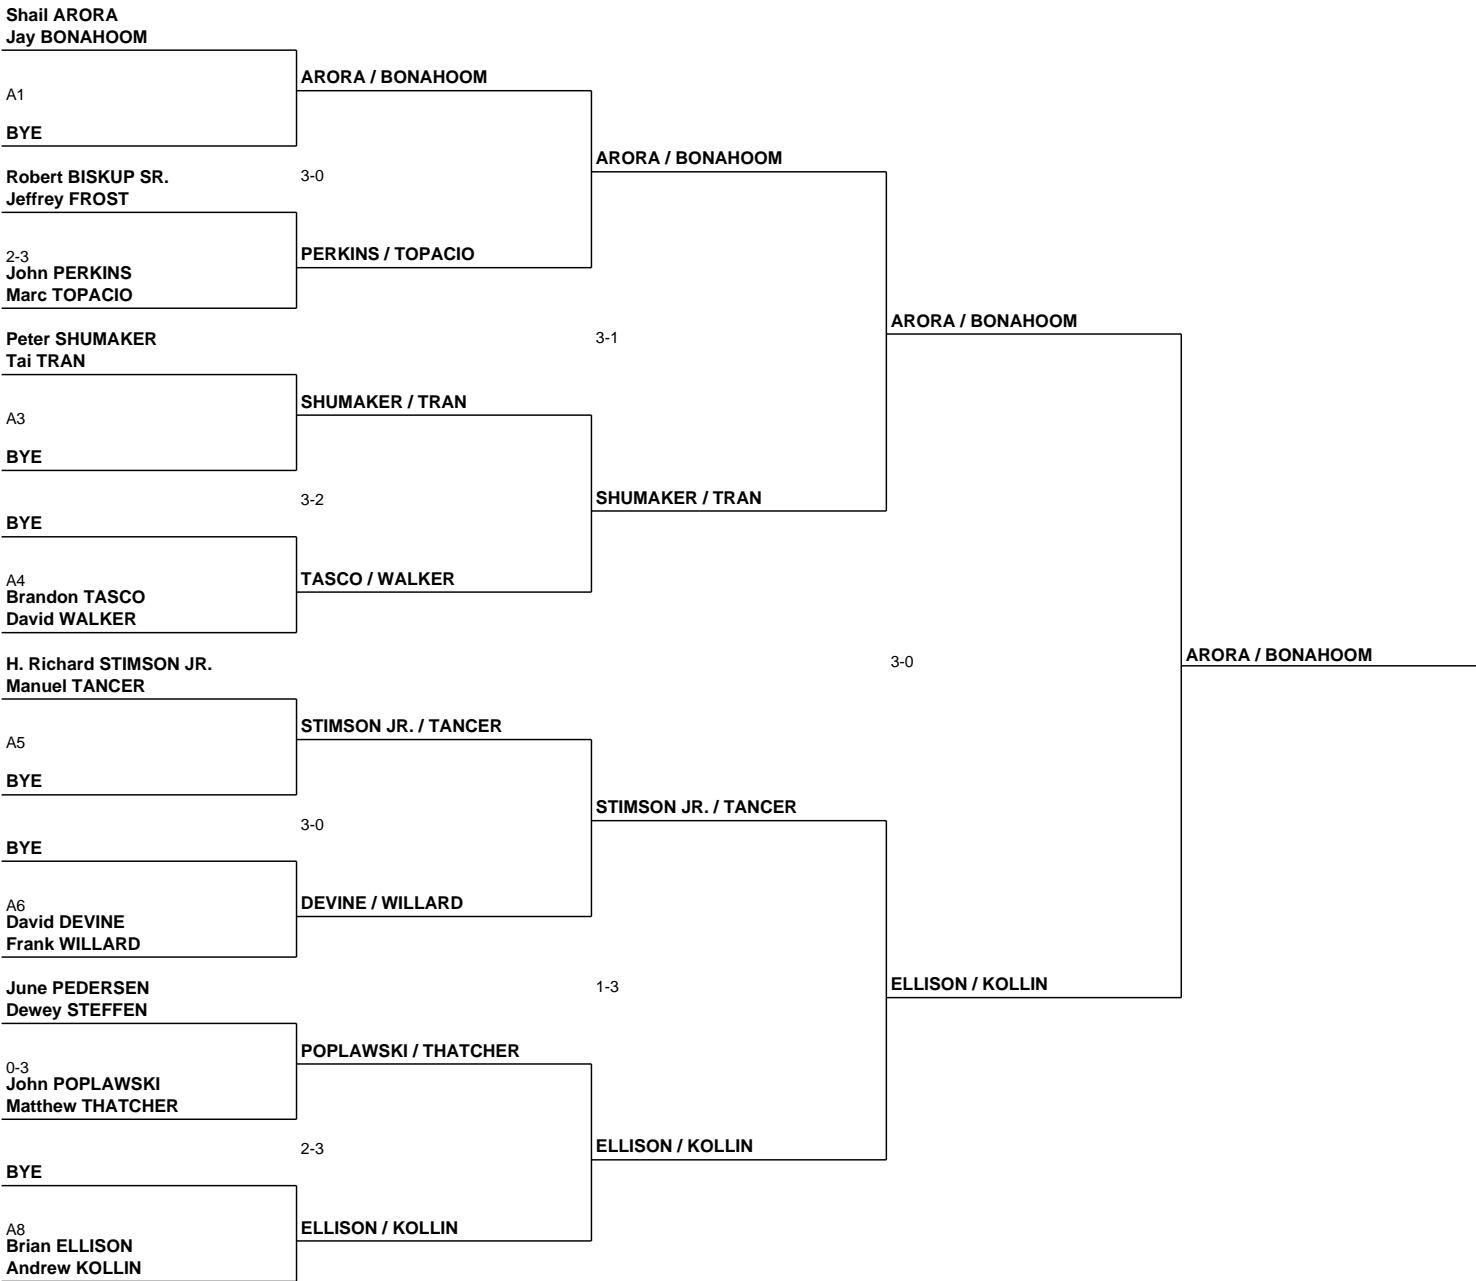 Shail ARORA
Jay BONAHOOM
ARORA / BONAHOOM
A1
BYE
ARORA / BONAHOOM
Robert BISKUP SR.
3-0
Jeffrey FROST
PERKINS / TOPACIO
2-3
John PERKINS
Marc TOPACIO
ARORA / BONAHOOM
Peter SHUMAKER
3-1
Tai TRAN
SHUMAKER / TRAN
A3
BYE
3-2
SHUMAKER / TRAN
BYE
TASCO / WALKER
A4
Brandon TASCO
David WALKER
ARORA / BONAHOOM
H. Richard STIMSON JR.
3-0
Manuel TANCER
STIMSON JR. / TANCER
A5
BYE
STIMSON JR. / TANCER
3-0
BYE
DEVINE / WILLARD
A6
David DEVINE
Frank WILLARD
ELLISON / KOLLIN
June PEDERSEN
1-3
Dewey STEFFEN
POPLAWSKI / THATCHER
0-3
John POPLAWSKI
Matthew THATCHER
2-3
ELLISON / KOLLIN
BYE
ELLISON / KOLLIN
A8
Brian ELLISON
Andrew KOLLIN